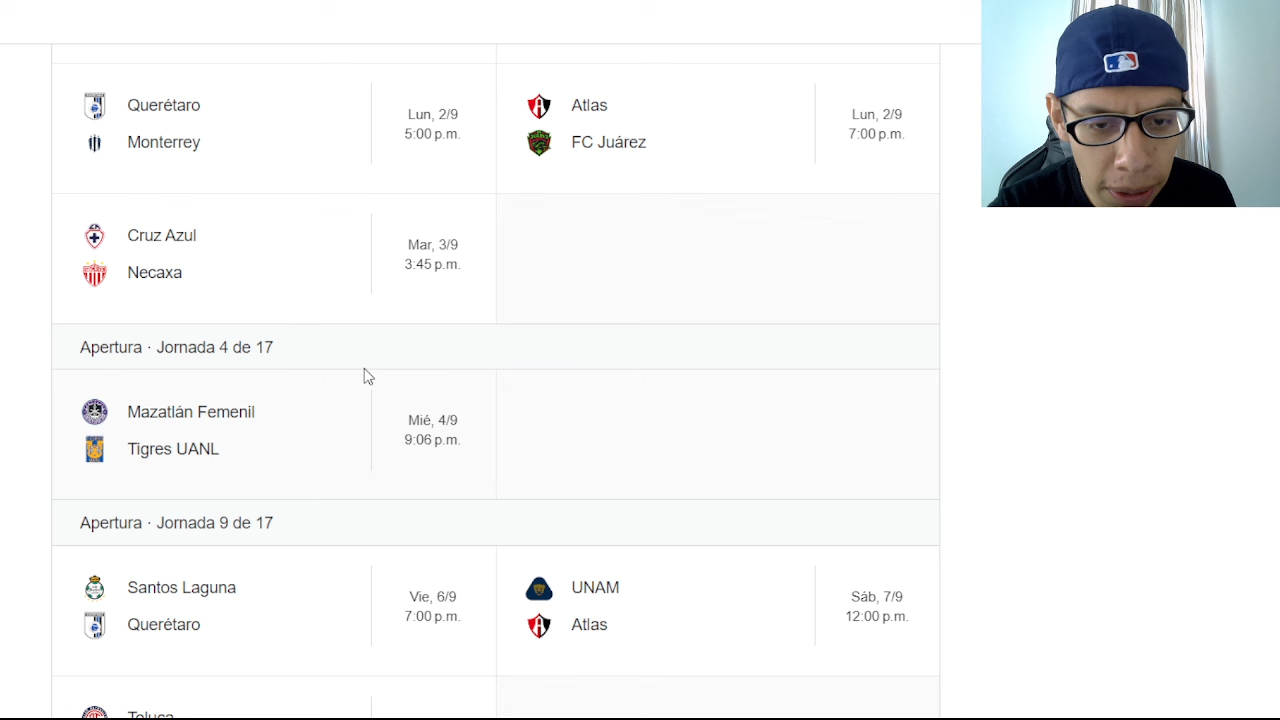 Querétaro
Monterrey
Lun, 2/9
5:00 p.m.
Atlas
FC Juárez
Lun, 2/9
7:00 p.m.
Cruz Azul
Necaxa
Mar, 3/9
3:45 p.m.
Apertura · Jornada 4 de 17
Mazatlán Femenil
Tigres UANL
Mié, 4/9
9:06 p.m.
Apertura · Jornada 9 de 17
Santos Laguna
Querétaro
Vie, 6/9
7:00 p.m.
UNAM
Atlas
Sáb, 7/9
12:00 p.m.
Toluca